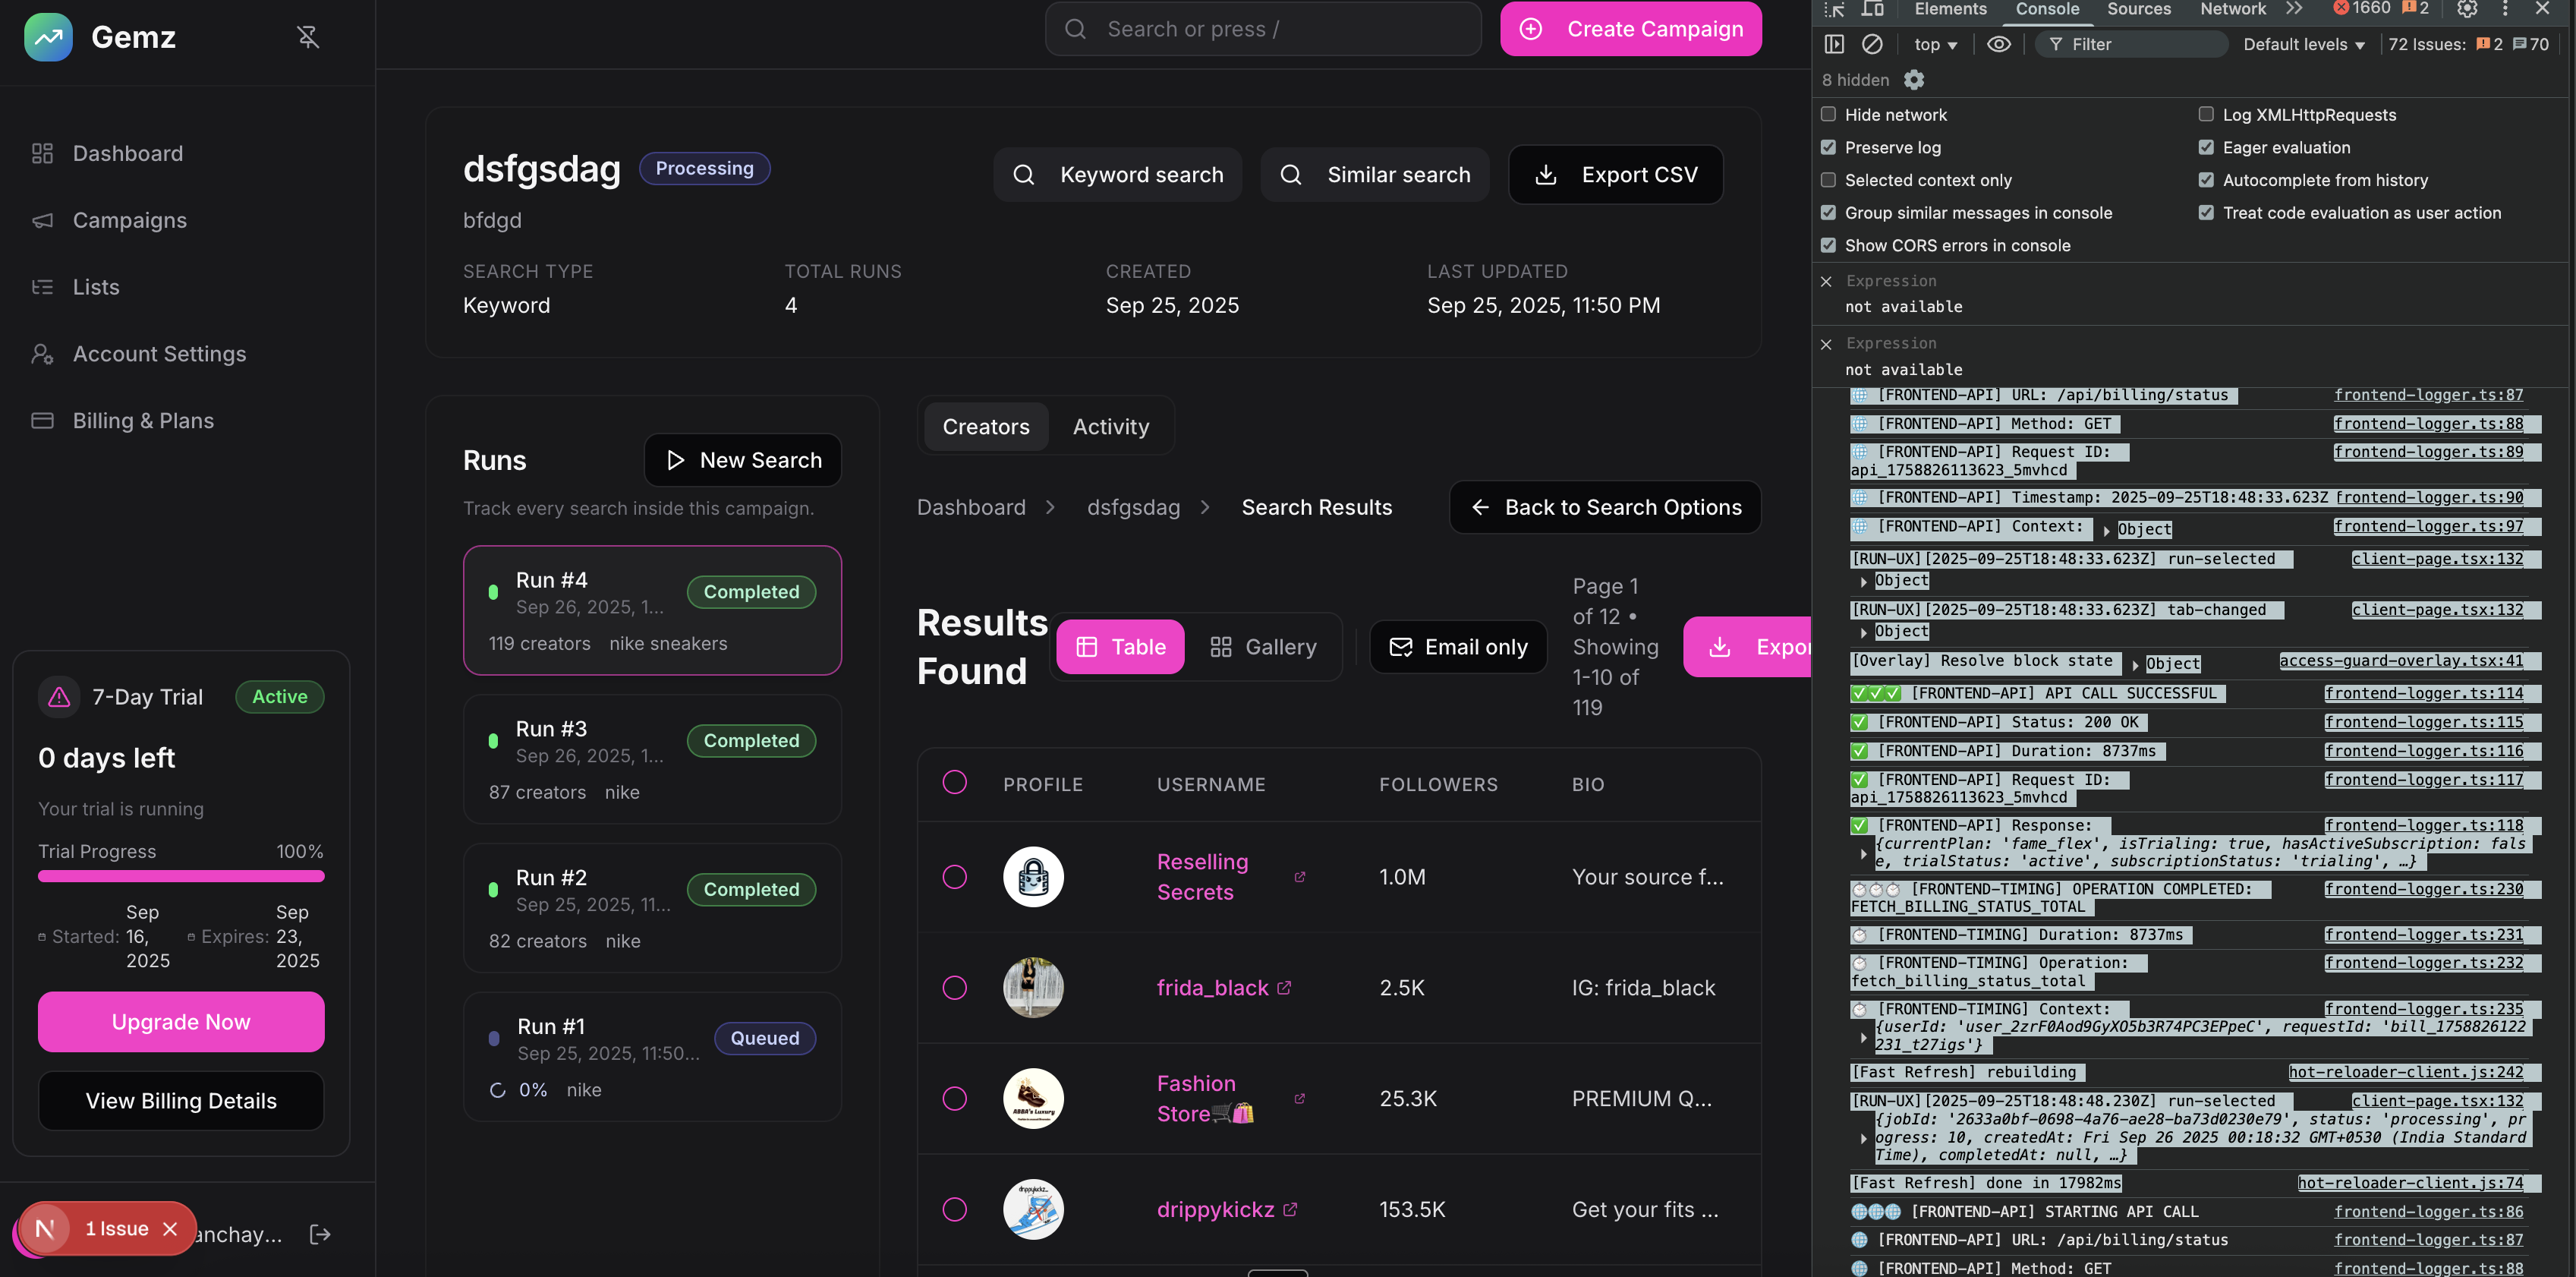 Gemz
Dashboard
Campaigns
Lists
Account Settings
Billing & Plans
7-Day Trial
Active
0 days left
Your trial is running
Trial Progress
100%
Started: Sep 16, 2025
Expires: Sep 23, 2025
Upgrade Now
View Billing Details
N
1 Issue
anchay...
Search or press /
Create Campaign
dsfgsdag
Processing
bfdgd
Keyword search
Similar search
Export CSV
SEARCH TYPE
Keyword
TOTAL RUNS
4
CREATED
Sep 25, 2025
LAST UPDATED
Sep 25, 2025, 11:50 PM
Runs
New Search
Track every search inside this campaign.
Run #4
Completed
Sep 26, 2025, 1...
119 creators nike sneakers
Run #3
Completed
Sep 26, 2025, 1...
87 creators nike
Run #2
Completed
Sep 25, 2025, 11...
82 creators nike
Run #1
Queued
Sep 25, 2025, 11:50...
0% nike
Creators
Activity
Dashboard > dsfgsdag > Search Results
Back to Search Options
Results
Found
Table
Gallery
Email only
Page 1
of 12 •
Showing
1-10 of
119
Expor
PROFILE USERNAME FOLLOWERS BIO
Reselling
Secrets
1.0M
Your source f...
frida_black
2.5K
IG: frida_black
ABBA's Luxury
Fashion
Store🛒🛍️
25.3K
PREMIUM Q...
drippykickz
drippykickz
153.5K
Get your fits ...
Elements Console Sources Network 1660 2
top
Filter
Default levels
72 Issues: 2 70
8 hidden
Hide network
Log XMLHttpRequests
Preserve log
Eager evaluation
Selected context only
Autocomplete from history
Group similar messages in console
Treat code evaluation as user action
Show CORS errors in console
Expression
not available
Expression
not available
🌐 [FRONTEND-API] URL: /api/billing/status frontend-logger.ts:87
🌐 [FRONTEND-API] Method: GET frontend-logger.ts:88
🌐 [FRONTEND-API] Request ID: frontend-logger.ts:89
api_1758826113623_5mvhcd
🌐 [FRONTEND-API] Timestamp: 2025-09-25T18:48:33.623Z frontend-logger.ts:90
🌐 [FRONTEND-API] Context: ▶ Object frontend-logger.ts:97
[RUN-UX][2025-09-25T18:48:33.623Z] run-selected client-page.tsx:132
▶ Object
[RUN-UX][2025-09-25T18:48:33.623Z] tab-changed client-page.tsx:132
▶ Object
[Overlay] Resolve block state ▶ Object access-guard-overlay.tsx:41
✅✅✅ [FRONTEND-API] API CALL SUCCESSFUL frontend-logger.ts:114
✅ [FRONTEND-API] Status: 200 OK frontend-logger.ts:115
✅ [FRONTEND-API] Duration: 8737ms frontend-logger.ts:116
✅ [FRONTEND-API] Request ID: frontend-logger.ts:117
api_1758826113623_5mvhcd
✅ [FRONTEND-API] Response: frontend-logger.ts:118
{currentPlan: 'fame_flex', isTrialing: true, hasActiveSubscription: fals
e, trialStatus: 'active', subscriptionStatus: 'trialing', …}
⏱️⏱️⏱️ [FRONTEND-TIMING] OPERATION COMPLETED: frontend-logger.ts:230
FETCH_BILLING_STATUS_TOTAL
⏱️ [FRONTEND-TIMING] Duration: 8737ms frontend-logger.ts:231
⏱️ [FRONTEND-TIMING] Operation: frontend-logger.ts:232
fetch_billing_status_total
⏱️ [FRONTEND-TIMING] Context: frontend-logger.ts:235
{userId: 'user_2zrF0Aod9GyXO5b3R74PC3EPpeC', requestId: 'bill_1758826122
231_t27igs'}
[Fast Refresh] rebuilding hot-reloader-client.js:242
[RUN-UX][2025-09-25T18:48:48.230Z] run-selected client-page.tsx:132
{jobId: '2633a0bf-0698-4a76-ae28-ba73d0230e79', status: 'processing', pr
ogress: 10, createdAt: Fri Sep 26 2025 00:18:32 GMT+0530 (India Standard
Time), completedAt: null, …}
[Fast Refresh] done in 17982ms hot-reloader-client.js:74
🌐🌐🌐 [FRONTEND-API] STARTING API CALL frontend-logger.ts:86
🌐 [FRONTEND-API] URL: /api/billing/status frontend-logger.ts:87
🌐 [FRONTEND-API] Method: GET frontend-logger.ts:88